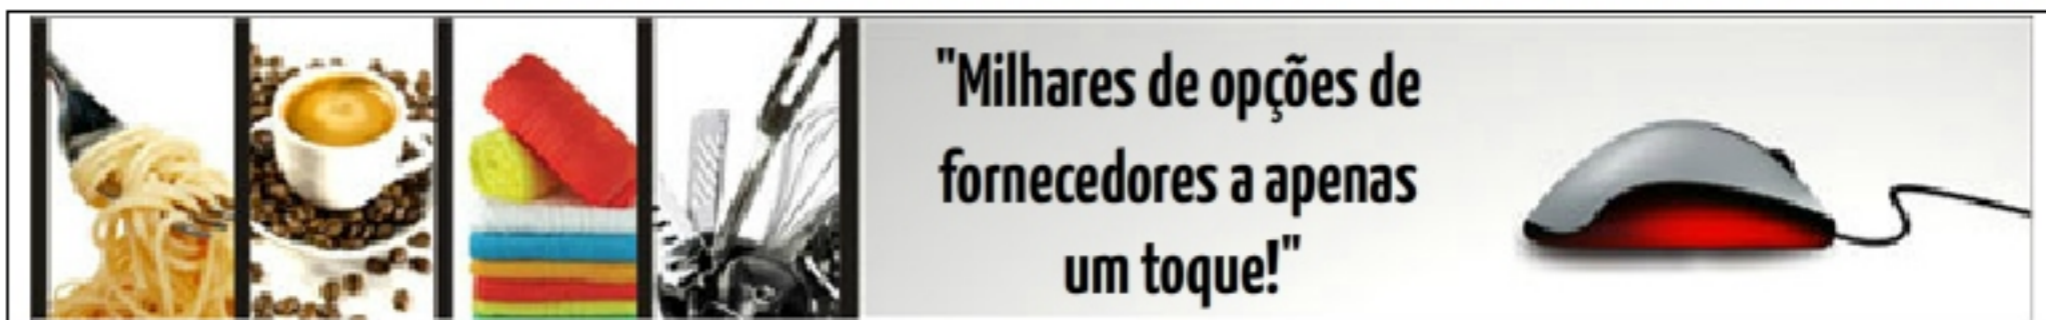 "Milhares de opções de
fornecedores a apenas
um toque!"